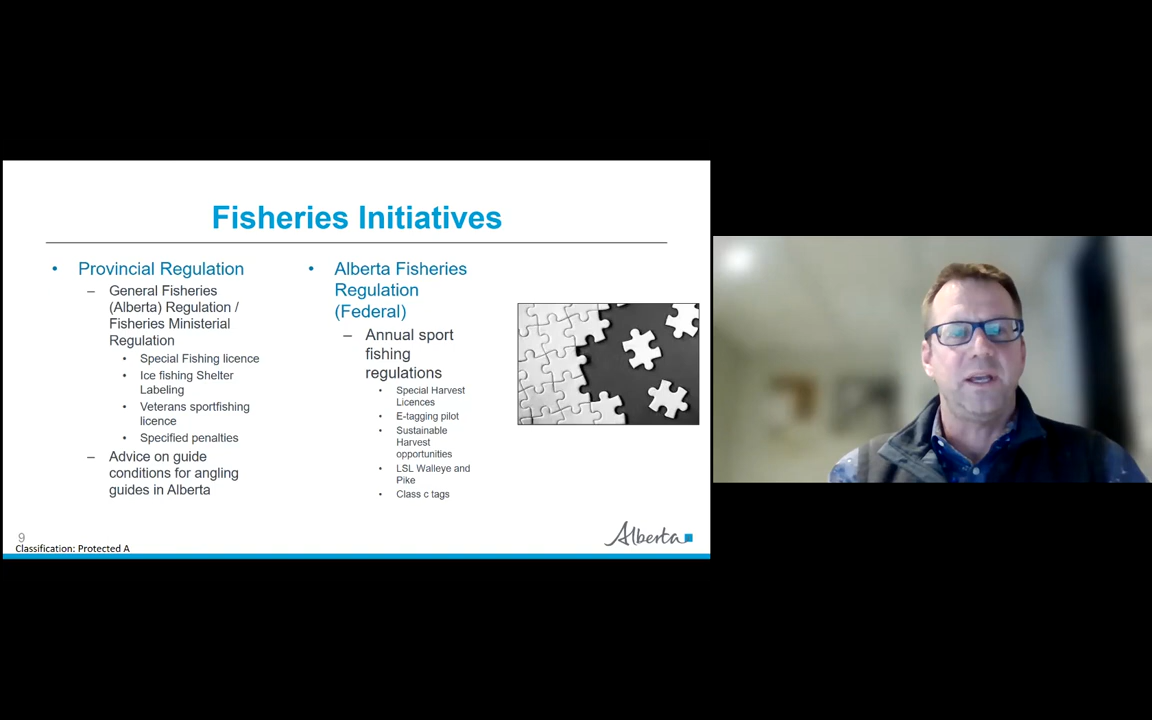 Fisheries Initiatives
• Provincial Regulation
– General Fisheries
(Alberta) Regulation /
Fisheries Ministerial
Regulation
• Special Fishing licence
• Ice fishing Shelter
Labeling
• Veterans sportfishing
licence
• Specified penalties
– Advice on guide
conditions for angling
guides in Alberta
• Alberta Fisheries
Regulation
(Federal)
– Annual sport
fishing
regulations
• Special Harvest
Licences
• E-tagging pilot
• Sustainable
Harvest
opportunities
• LSL Walleye and
Pike
• Class c tags
9
Classification: Protected A
Alberta